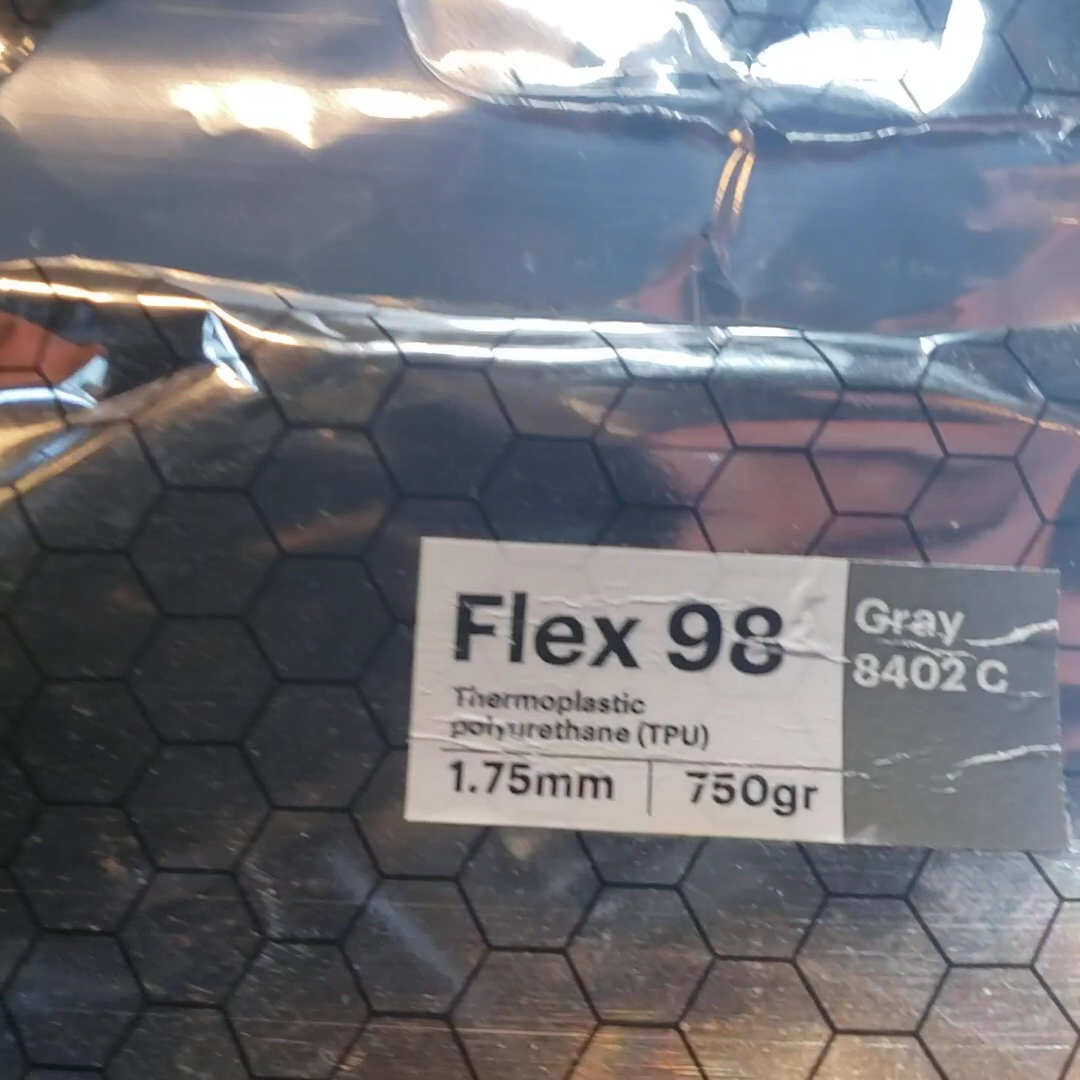 Flex 98
Thermoplastic
polyurethane (TPU)
1.75mm
750gr
Gray
8402 C